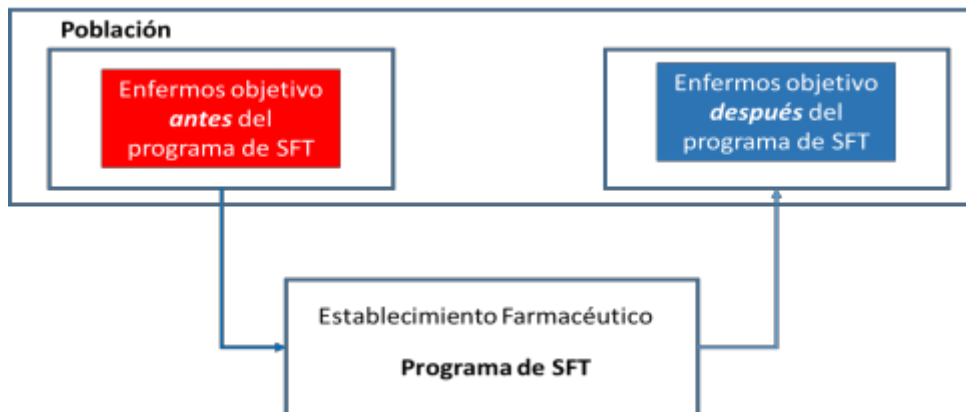 Población
Enfermos objetivo
antes del
programa de SFT
Enfermos objetivo
después del
programa de SFT
Establecimiento Farmacéutico
Programa de SFT